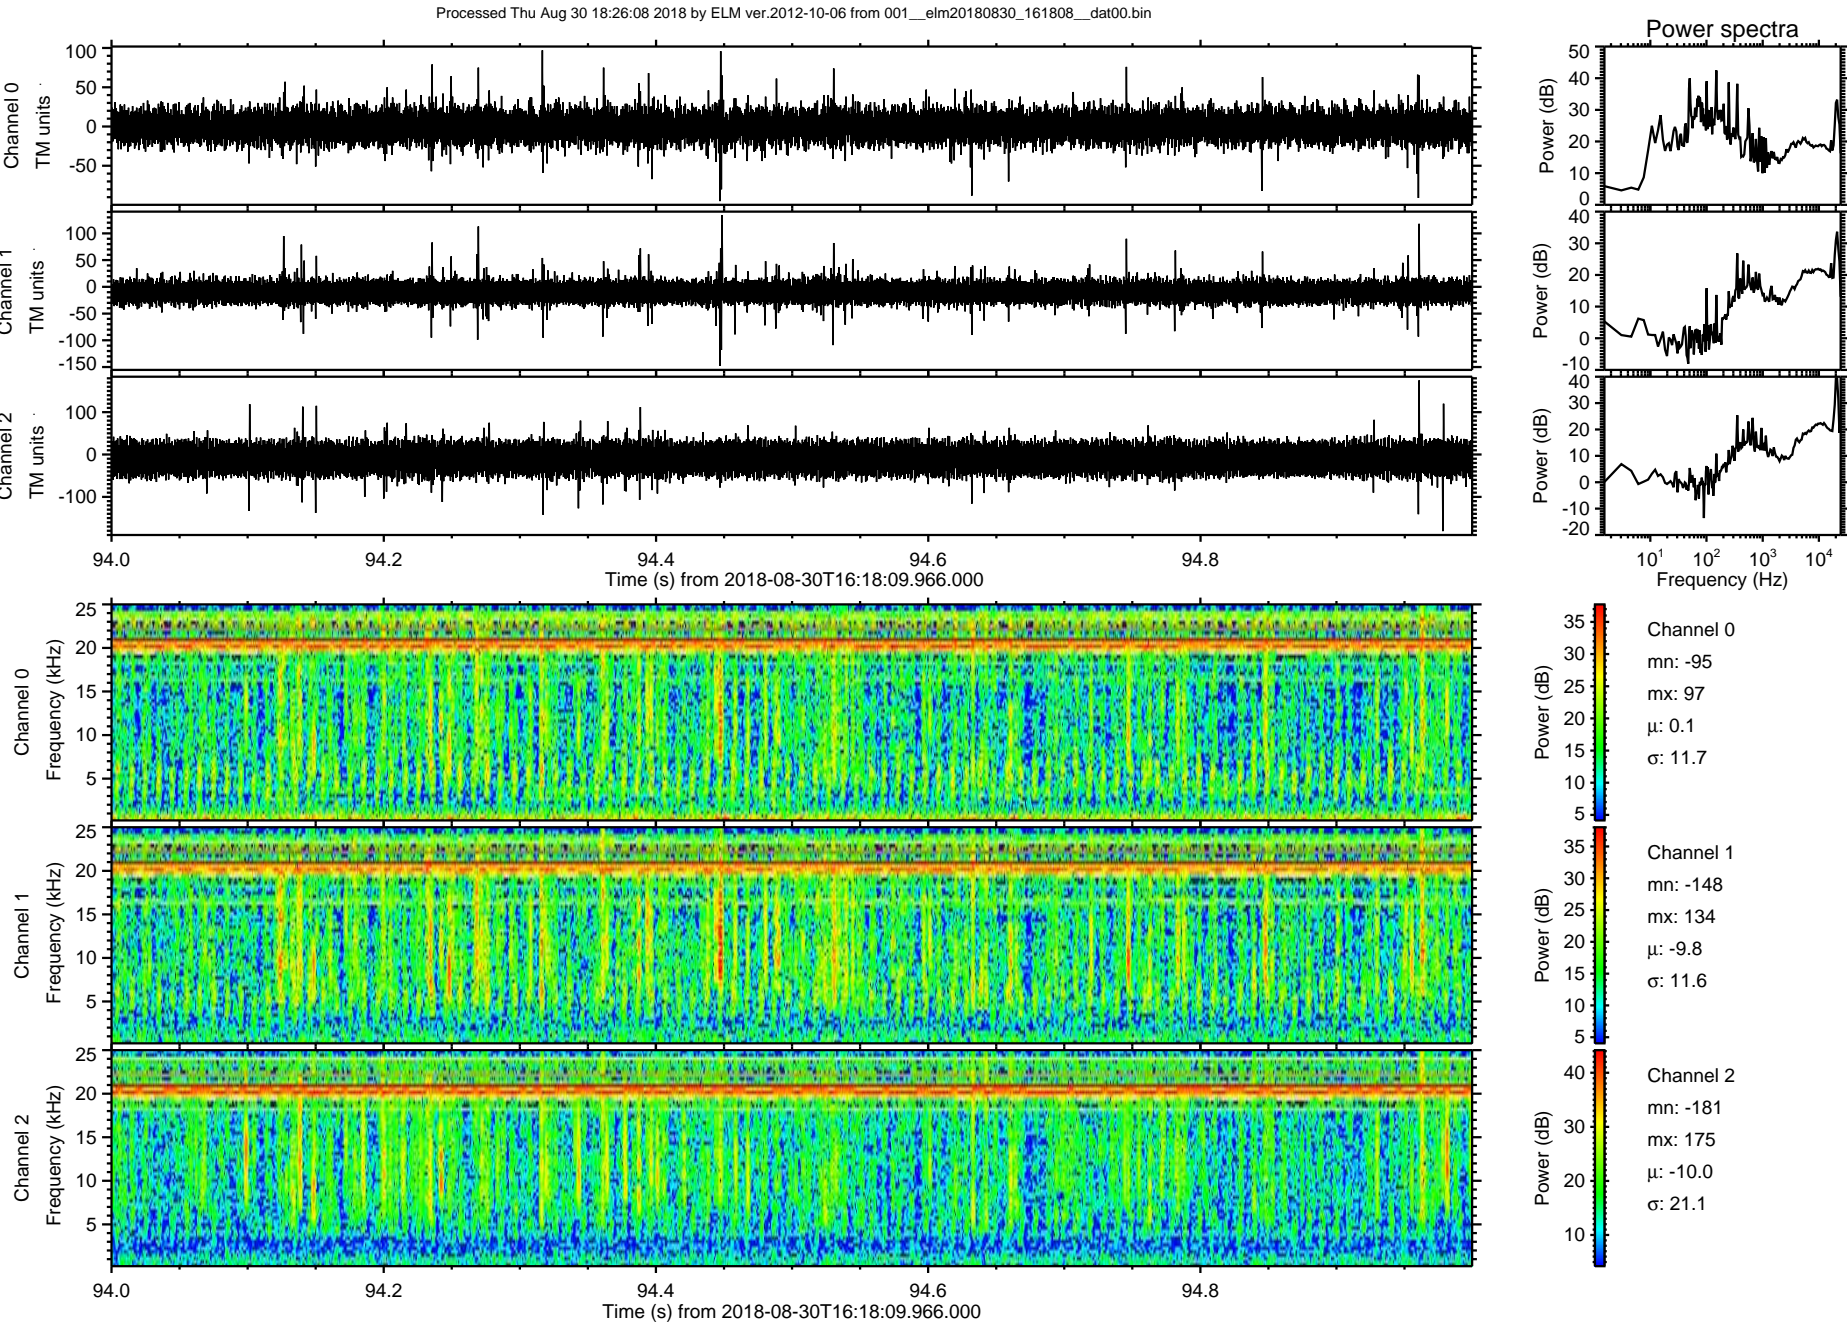 Processed Thu Aug 30 18:26:08 2018 by ELM ver.2012-10-06 from 001__elm20180830_161808__dat00.bin
Power spectra
Channel 0
TM units
100
50
0
-50
Power (dB)
50
40
30
20
10
0
Channel 1
TM units
100
50
0
-50
-100
-150
Power (dB)
40
30
20
10
0
-10
Channel 2
TM units
100
0
-100
Power (dB)
40
30
20
10
0
-10
-20
94.0 94.2 94.4 94.6 94.8
Time (s) from 2018-08-30T16:18:09.966.000
10^1 10^2 10^3 10^4
Frequency (Hz)
Channel 0
Frequency (kHz)
25
20
15
10
5
Power (dB)
35
30
25
20
15
10
5
Channel 0
mn: -95
mx: 97
μ: 0.1
σ: 11.7
Channel 1
Frequency (kHz)
25
20
15
10
5
Power (dB)
35
30
25
20
15
10
5
Channel 1
mn: -148
mx: 134
μ: -9.8
σ: 11.6
Channel 2
Frequency (kHz)
25
20
15
10
5
Power (dB)
40
30
20
10
Channel 2
mn: -181
mx: 175
μ: -10.0
σ: 21.1
94.0 94.2 94.4 94.6 94.8
Time (s) from 2018-08-30T16:18:09.966.000